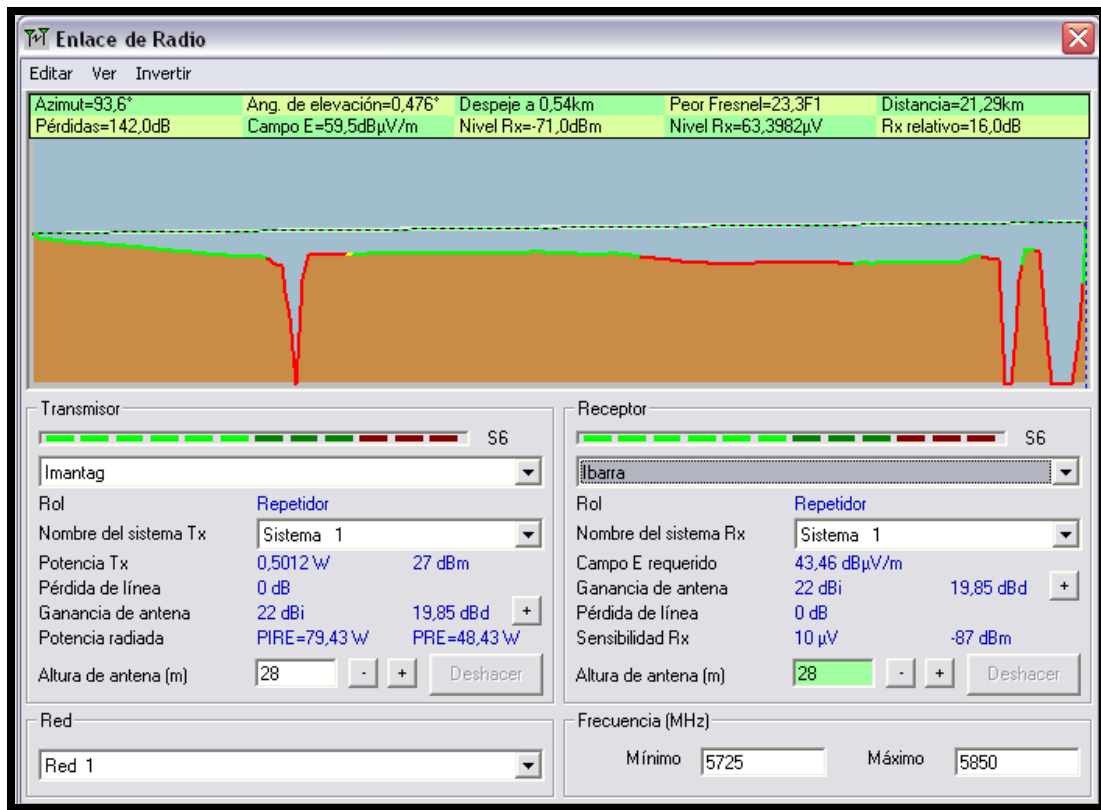 Enlace de Radio
Editar Ver Invertir
Azimut=93,6° Ang. de elevación=0,476° Despeje a 0,54km Peor Fresnel=23,3F1 Distancia=21,29km
Pérdidas=142,0dB Campo E=59,5dBµV/m Nivel Rx=-71,0dBm Nivel Rx=63,3982µV Rx relativo=16,0dB
Transmisor
S6
Imantag
Rol Repetidor
Nombre del sistema Tx Sistema 1
Potencia Tx 0,5012 W 27 dBm
Pérdida de línea 0 dB
Ganancia de antena 22 dBi 19,85 dBd +
Potencia radiada PIRE=79,43 W PRE=48,43 W
Altura de antena (m) 28 - + Deshacer
Red
Red 1
Receptor
S6
Ibarra
Rol Repetidor
Nombre del sistema Rx Sistema 1
Campo E requerido 43,46 dBµV/m
Ganancia de antena 22 dBi 19,85 dBd +
Pérdida de línea 0 dB
Sensibilidad Rx 10 µV -87 dBm
Altura de antena (m) 28 - + Deshacer
Frecuencia (MHz)
Mínimo 5725 Máximo 5850